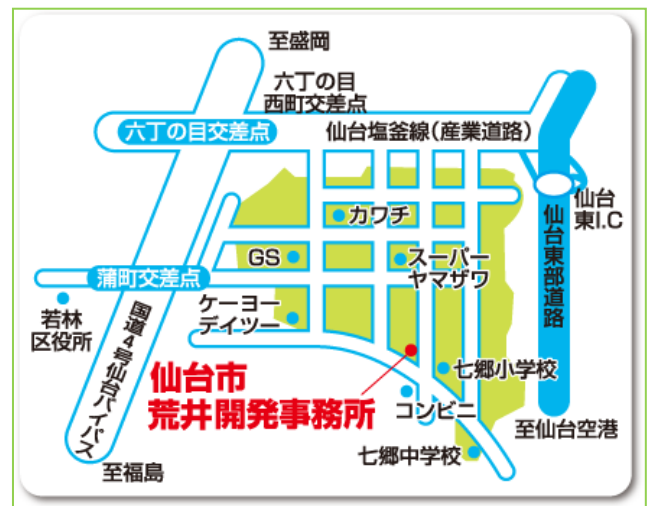 至盛岡
六丁の目
西町交差点
六丁の目交差点
仙台塩釜線(産業道路)
仙台
東I.C
カワチ
仙台東部道路
GS
スーパー
ヤマザワ
蒲町交差点
若林
区役所
ケーヨー
デイツー
国道4号仙台バイパス
仙台市
荒井開発事務所
七郷小学校
コンビニ
至仙台空港
七郷中学校
至福島